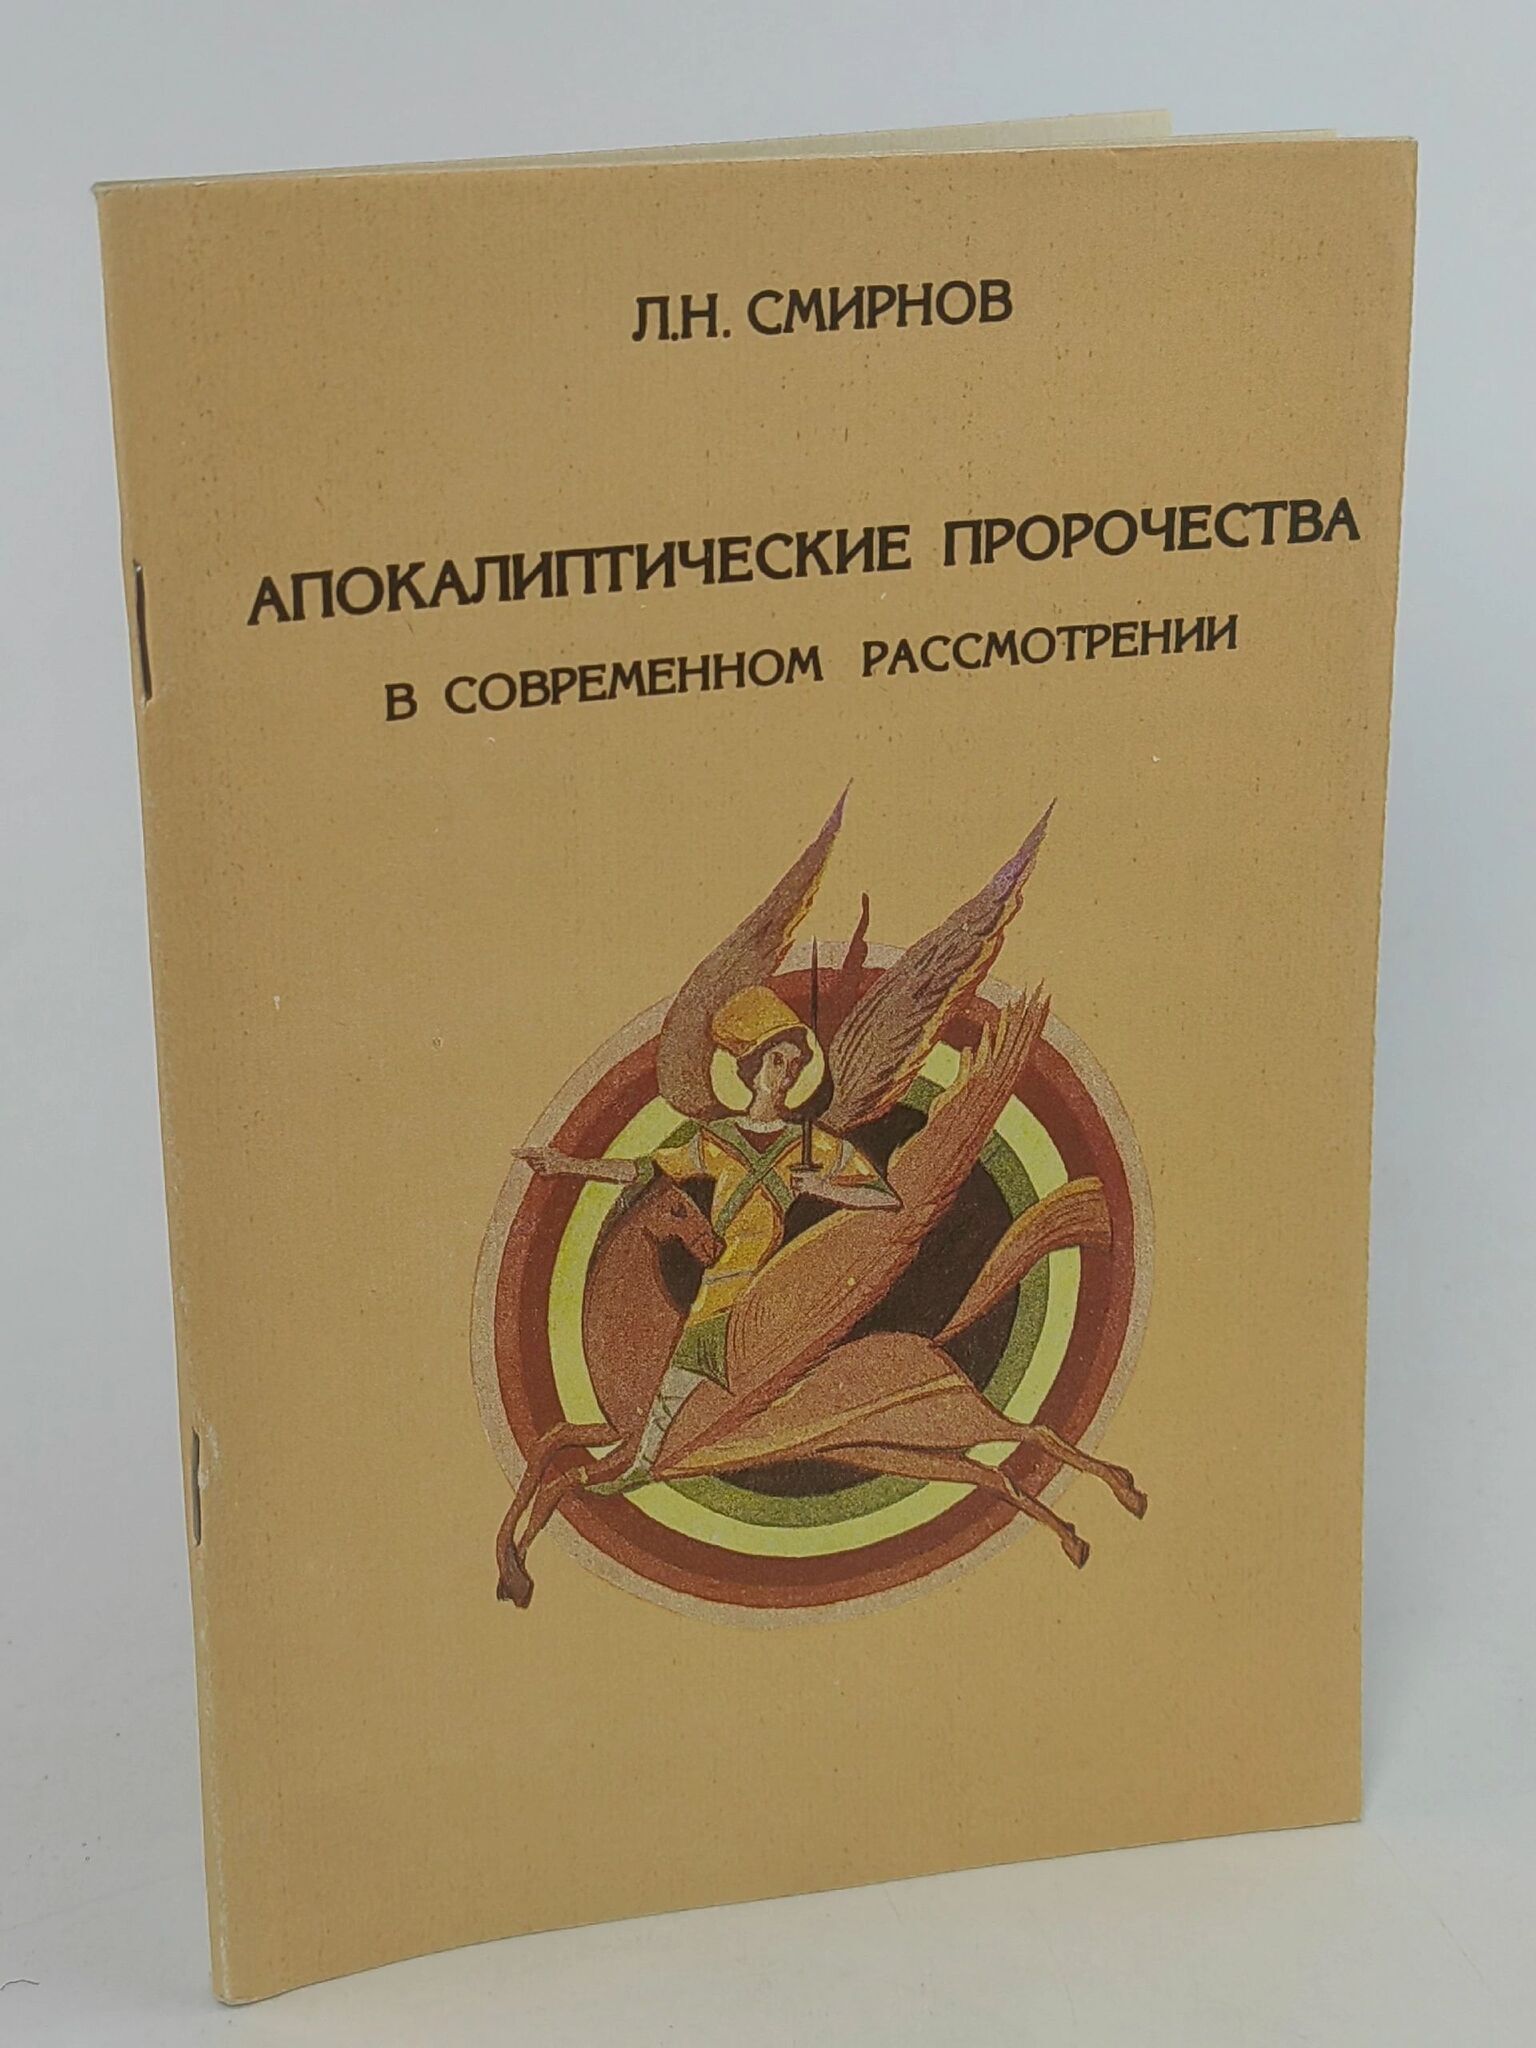 Л.Н. СМИРНОВ
АПОКАЛИПТИЧЕСКИЕ ПРОРОЧЕСТВА
В СОВРЕМЕННОМ РАССМОТРЕНИИ